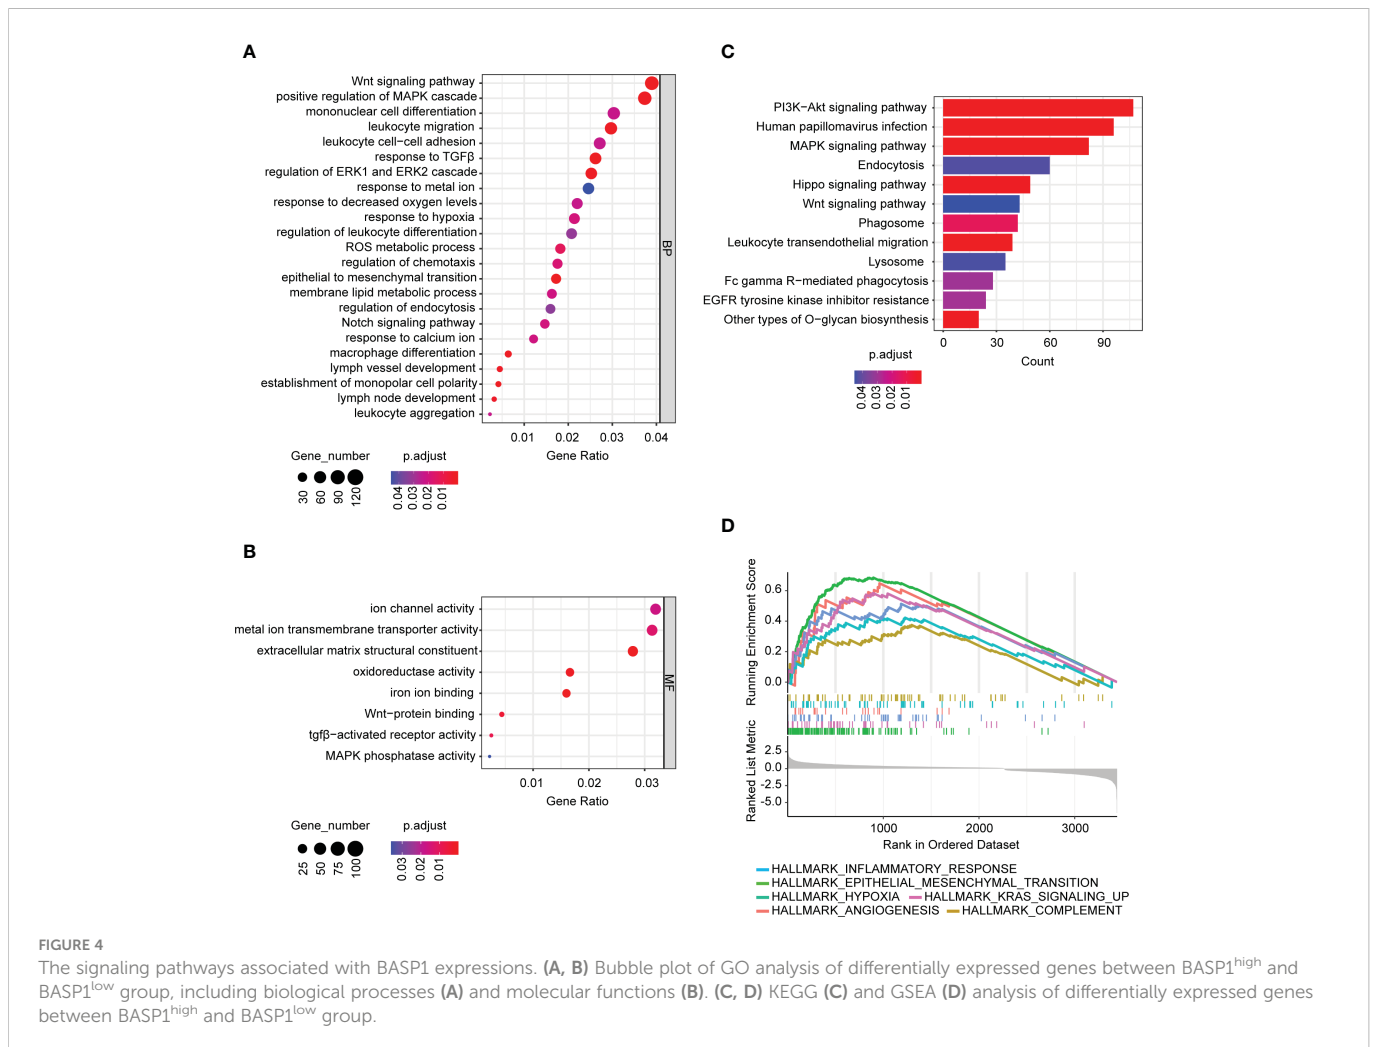 A
Wnt signaling pathway
positive regulation of MAPK cascade
mononuclear cell differentiation
leukocyte migration
leukocyte cell−cell adhesion
response to TGFβ
regulation of ERK1 and ERK2 cascade
response to metal ion
response to decreased oxygen levels
response to hypoxia
regulation of leukocyte differentiation
ROS metabolic process
regulation of chemotaxis
epithelial to mesenchymal transition
membrane lipid metabolic process
regulation of endocytosis
Notch signaling pathway
response to calcium ion
macrophage differentiation
lymph vessel development
establishment of monopolar cell polarity
lymph node development
leukocyte aggregation
BP
0.01 0.02 0.03 0.04
Gene Ratio
Gene_number
30 60 90 120
p.adjust
0.04 0.03 0.02 0.01
B
ion channel activity
metal ion transmembrane transporter activity
extracellular matrix structural constituent
oxidoreductase activity
iron ion binding
Wnt−protein binding
tgfβ−activated receptor activity
MAPK phosphatase activity
MF
0.01 0.02 0.03
Gene Ratio
Gene_number
25 50 75 100
p.adjust
0.03 0.02 0.01
C
PI3K−Akt signaling pathway
Human papillomavirus infection
MAPK signaling pathway
Endocytosis
Hippo signaling pathway
Wnt signaling pathway
Phagosome
Leukocyte transendothelial migration
Lysosome
Fc gamma R−mediated phagocytosis
EGFR tyrosine kinase inhibitor resistance
Other types of O−glycan biosynthesis
0 30 60 90
Count
p.adjust
0.04 0.03 0.02 0.01
D
Running Enrichment Score
0.6
0.4
0.2
0.0
Ranked List Metric
2.5
0.0
−2.5
−5.0
1000 2000 3000
Rank in Ordered Dataset
HALLMARK_INFLAMMATORY_RESPONSE
HALLMARK_EPITHELIAL_MESENCHYMAL_TRANSITION
HALLMARK_HYPOXIA HALLMARK_KRAS_SIGNALING_UP
HALLMARK_ANGIOGENESIS HALLMARK_COMPLEMENT
FIGURE 4
The signaling pathways associated with BASP1 expressions. (A, B) Bubble plot of GO analysis of differentially expressed genes between BASP1high and
BASP1low group, including biological processes (A) and molecular functions (B). (C, D) KEGG (C) and GSEA (D) analysis of differentially expressed genes
between BASP1high and BASP1low group.